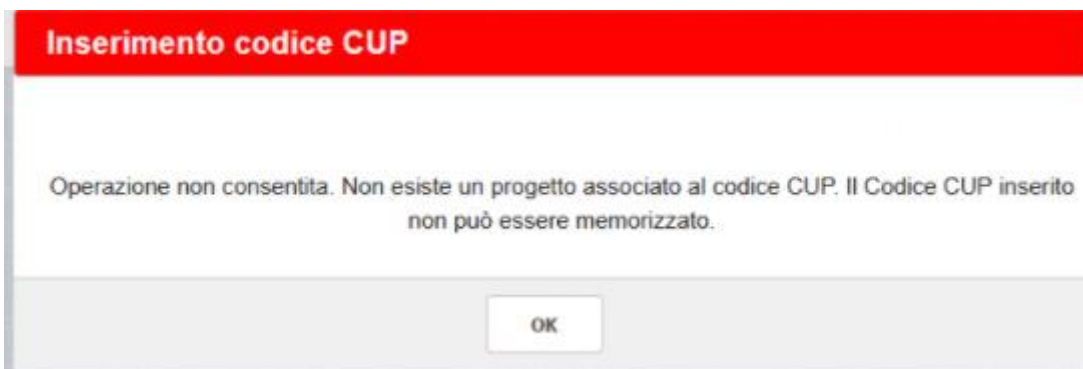 Inserimento codice CUP
Operazione non consentita. Non esiste un progetto associato al codice CUP. Il Codice CUP inserito
non può essere memorizzato.
OK